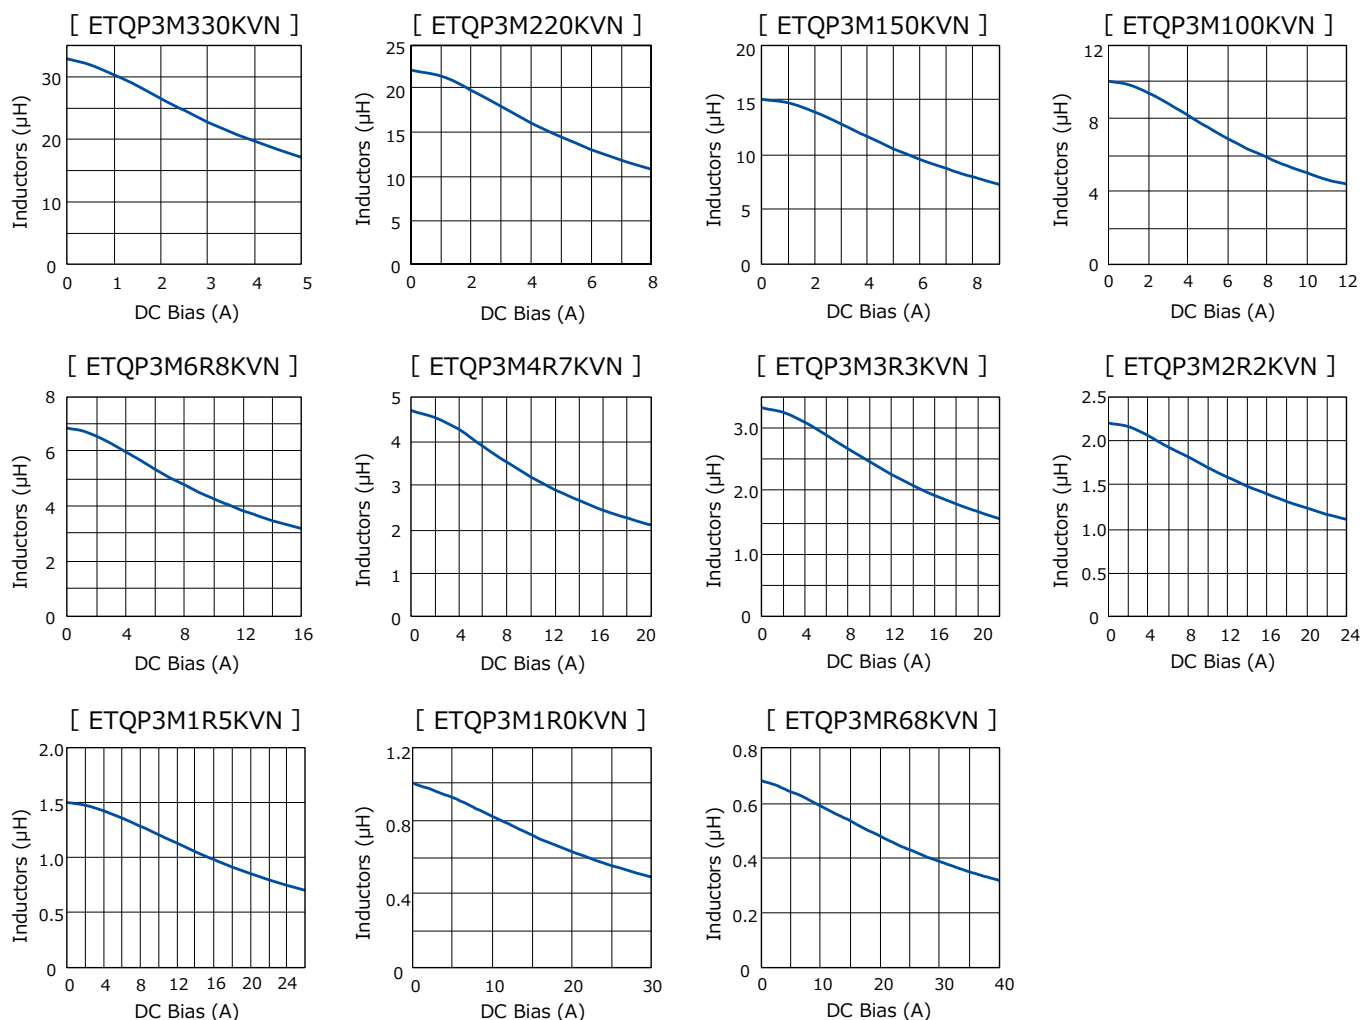 [ ETQP3M330KVN ]
Inductors (µH)
30
20
10
0
0 1 2 3 4 5
DC Bias (A)
[ ETQP3M220KVN ]
Inductors (µH)
25
20
15
10
5
0
0 2 4 6 8
DC Bias (A)
[ ETQP3M150KVN ]
Inductors (µH)
20
15
10
5
0
0 2 4 6 8
DC Bias (A)
[ ETQP3M100KVN ]
Inductors (µH)
12
8
4
0
0 2 4 6 8 10 12
DC Bias (A)
[ ETQP3M6R8KVN ]
Inductors (µH)
8
6
4
2
0
0 4 8 12 16
DC Bias (A)
[ ETQP3M4R7KVN ]
Inductors (µH)
5
4
3
2
1
0
0 4 8 12 16 20
DC Bias (A)
[ ETQP3M3R3KVN ]
Inductors (µH)
3.0
2.0
1.0
0
0 4 8 12 16 20
DC Bias (A)
[ ETQP3M2R2KVN ]
Inductors (µH)
2.5
2.0
1.5
1.0
0.5
0
0 4 8 12 16 20 24
DC Bias (A)
[ ETQP3M1R5KVN ]
Inductors (µH)
2.0
1.5
1.0
0.5
0
0 4 8 12 16 20 24
DC Bias (A)
[ ETQP3M1R0KVN ]
Inductors (µH)
1.2
0.8
0.4
0
0 10 20 30
DC Bias (A)
[ ETQP3MR68KVN ]
Inductors (µH)
0.8
0.6
0.4
0.2
0
0 10 20 30 40
DC Bias (A)